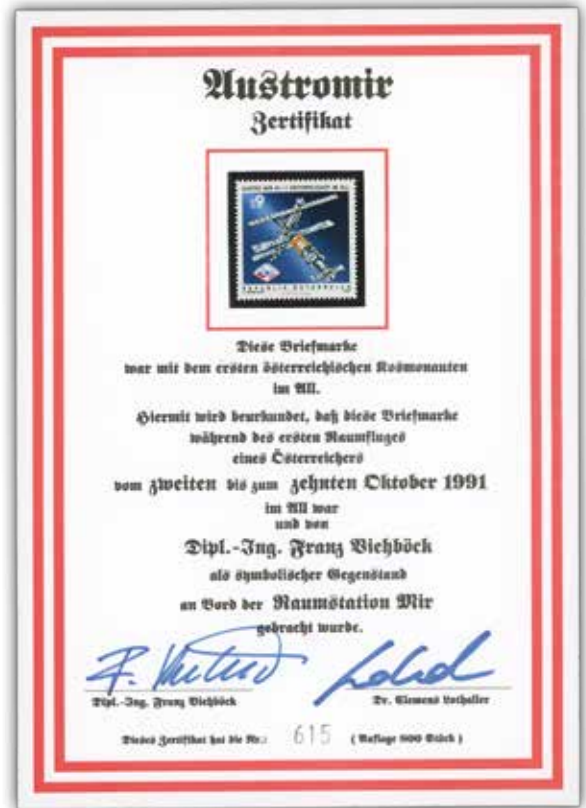 Austromir
Zertifikat
REPUBLIK ÖSTERREICH
Diese Briefmarke
war mit dem ersten österreichischen Kosmonauten
im All.
Hiermit wird beurkundet, daß diese Briefmarke
während des ersten Raumfluges
eines Österreichers
vom zweiten bis zum zehnten Oktober 1991
im All war
und von
Dipl.-Ing. Franz Viehböck
als symbolischer Gegenstand
an Bord der Raumstation Mir
gebracht wurde.
Dipl.-Ing. Franz Viehböck Dr. Clemens Lothaller
Dieses Zertifikat hat die Nr.: 615 ( Auflage 800 Stück )